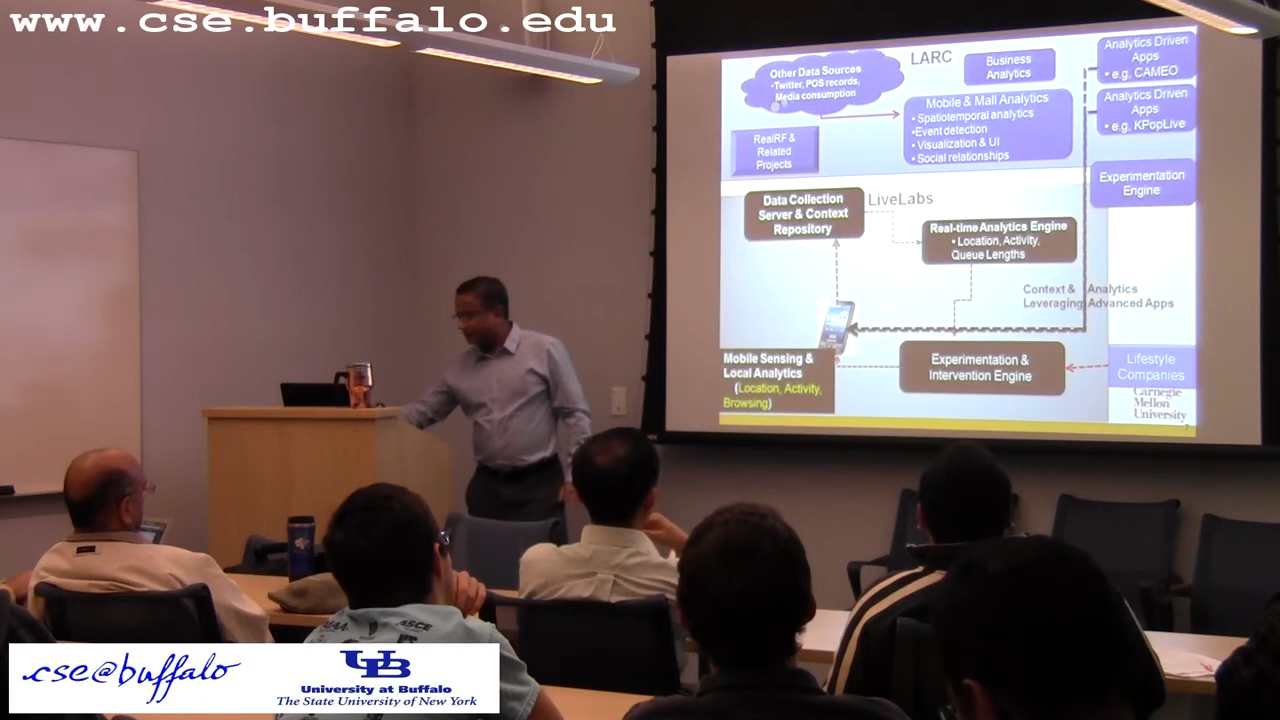 www.cse.buffalo.edu
Other Data Sources
•Twitter, POS records,
Media consumption
LARC
Business
Analytics
Analytics Driven
Apps
• e.g, CAMEO
Mobile & Mall Analytics
• Spatiotemporal analytics
•Event detection
• Visualization & UI
• Social relationships
Analytics Driven
Apps
• e.g, KPopLive
RealRF &
Related
Projects
Experimentation
Engine
Data Collection
Server & Context
Repository
LiveLabs
Real-time Analytics Engine
• Location, Activity,
Queue Lengths
Context & Analytics
Leveraging Advanced Apps
Mobile Sensing &
Local Analytics
(Location, Activity,
Browsing)
Experimentation &
Intervention Engine
Lifestyle
Companies
Carnegie
Mellon
University
ASCE
cse@buffalo
UB
University at Buffalo
The State University of New York